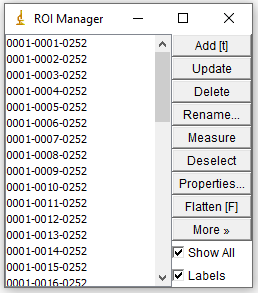 ROI Manager
0001-0001-0252
0001-0002-0252
0001-0003-0252
0001-0004-0252
0001-0005-0252
0001-0006-0252
0001-0007-0252
0001-0008-0252
0001-0009-0252
0001-0010-0252
0001-0011-0252
0001-0012-0252
0001-0013-0252
0001-0014-0252
0001-0015-0252
0001-0016-0252
Add [t]
Update
Delete
Rename...
Measure
Deselect
Properties...
Flatten [F]
More »
Show All
Labels